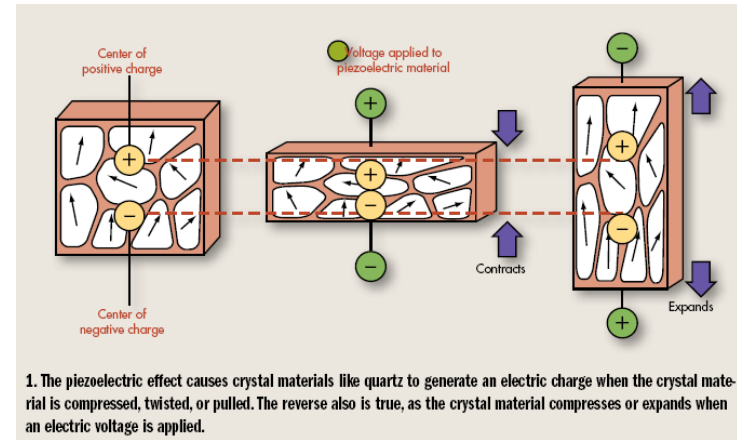 Center of
positive charge
Voltage applied to
piezoelectric material
+
−
+
−
+
−
Contracts
−
+
−
+
Expands
Center of
negative charge
1. The piezoelectric effect causes crystal materials like quartz to generate an electric charge when the crystal mate-
rial is compressed, twisted, or pulled. The reverse also is true, as the crystal material compresses or expands when
an electric voltage is applied.